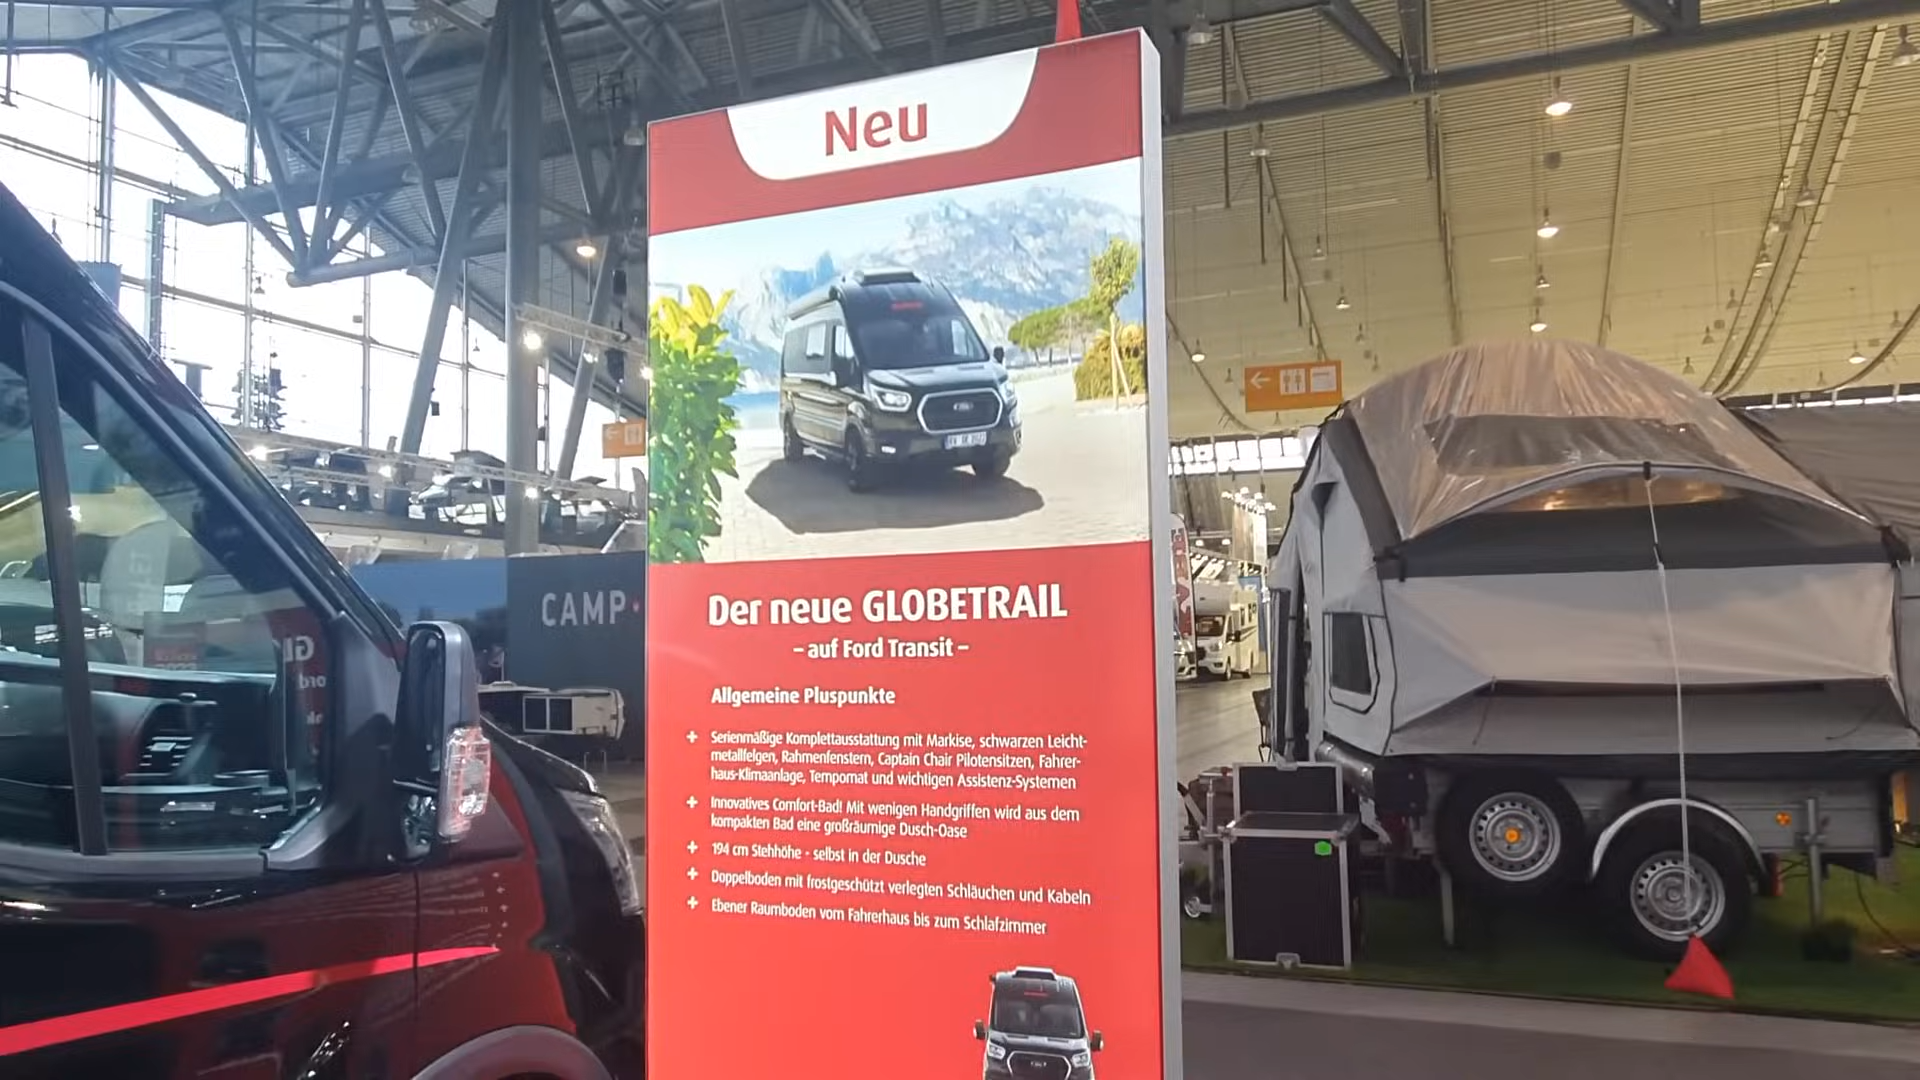 Neu
Der neue GLOBETRAIL
– auf Ford Transit –
Allgemeine Pluspunkte
+ Serienmäßige Komplettausstattung mit Markise, schwarzen Leicht-
metallfelgen, Rahmenfenstern, Captain Chair Pilotensitzen, Fahrer-
haus-Klimaanlage, Tempomat und wichtigen Assistenz-Systemen
+ Innovatives Comfort-Bad! Mit wenigen Handgriffen wird aus dem
kompakten Bad eine großräumige Dusch-Oase
+ 194 cm Stehhöhe - selbst in der Dusche
+ Doppelboden mit frostgeschützt verlegten Schläuchen und Kabeln
+ Ebener Raumboden vom Fahrerhaus bis zum Schlafzimmer
CAMP